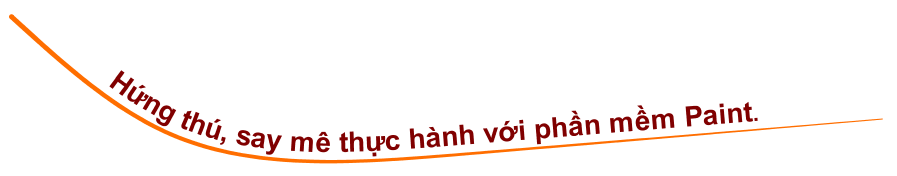 Hứng thú, say mê thực hành với phần mềm Paint.